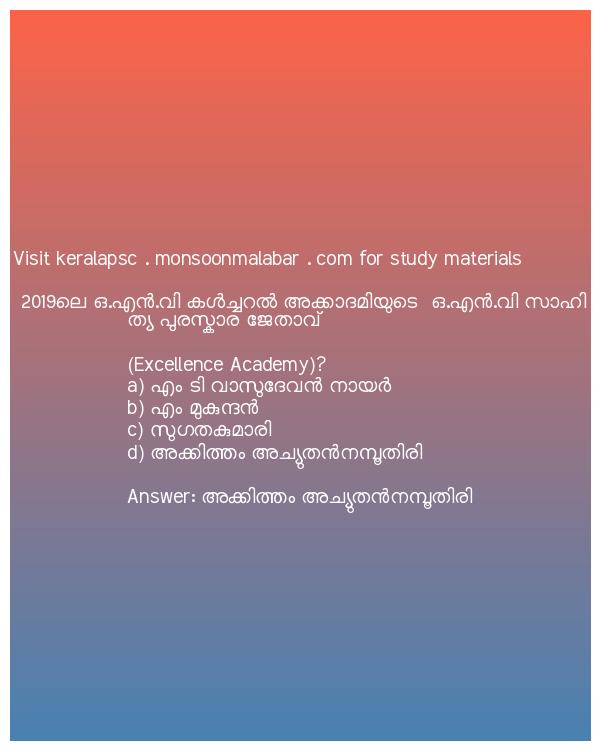 Visit keralapsc . monsoonmalabar . com for study materials
2019ലെ ഒ.എൻ.വി കൾച്ചറൽ അക്കാദമിയുടെ ഒ.എൻ.വി സാഹി
ത്യ പുരസ്കാര ജേതാവ്
(Excellence Academy)?
a) എം ടി വാസുദേവൻ നായർ
b) എം മുകുന്ദൻ
c) സുഗതകുമാരി
d) അക്കിത്തം അച്യുതൻനമ്പൂതിരി
Answer: അക്കിത്തം അച്യുതൻനമ്പൂതിരി